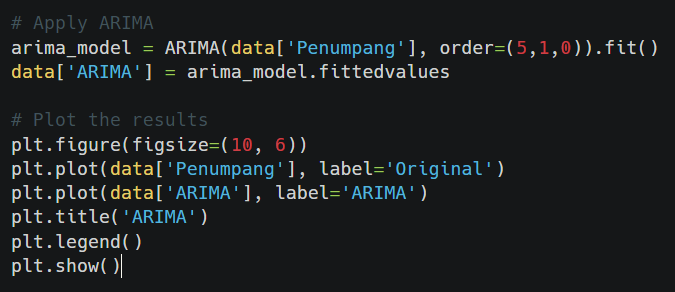 # Apply ARIMA
arima_model = ARIMA(data['Penumpang'], order=(5,1,0)).fit()
data['ARIMA'] = arima_model.fittedvalues

# Plot the results
plt.figure(figsize=(10, 6))
plt.plot(data['Penumpang'], label='Original')
plt.plot(data['ARIMA'], label='ARIMA')
plt.title('ARIMA')
plt.legend()
plt.show()